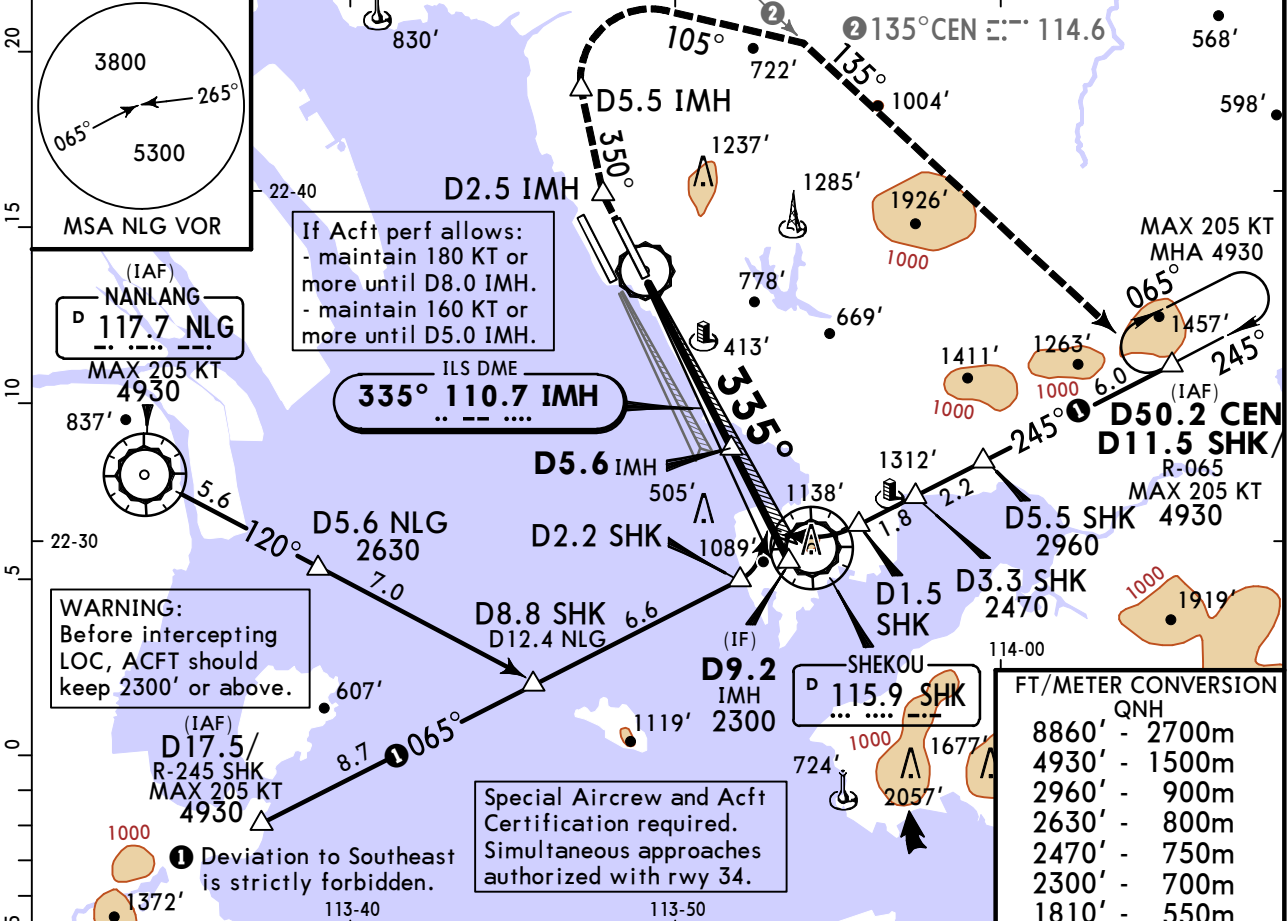 20
3800
265°
065°
5300
MSA NLG VOR
830'
105°
722'
2
2 135°CEN 114.6
135°
1004'
568'
598'
D5.5 IMH
350°
1237'
1285'
1926'
1000
22-40
D2.5 IMH
15
If Acft perf allows:
- maintain 180 KT or
more until D8.0 IMH.
- maintain 160 KT or
more until D5.0 IMH.
MAX 205 KT
MHA 4930
065°
1457'
245°
778'
669'
413'
1411'
1000
1263'
1000
6.0
(IAF)
NANLANG
D 117.7 NLG
MAX 205 KT
4930
837'
10
ILS DME
335° 110.7 IMH
335°
(IAF)
D50.2 CEN
D11.5 SHK/
R-065
MAX 205 KT
4930
245°
1
D5.6 IMH
505'
1312'
1138'
2.2
1.8
D5.5 SHK
2960
D3.3 SHK
2470
D1.5
SHK
5.6
120°
D5.6 NLG
2630
22-30
D2.2 SHK
1089'
5
7.0
D8.8 SHK
D12.4 NLG
6.6
WARNING:
Before intercepting
LOC, ACFT should
keep 2300' or above.
(IF)
D9.2
IMH
2300
SHEKOU
D 115.9 SHK
1000
1919'
114-00
607'
1119'
(IAF)
D17.5/
R-245 SHK
MAX 205 KT
4930
0
8.7
1
065°
1000
724'
1677'
2057'
FT/METER CONVERSION
QNH
8860' - 2700m
4930' - 1500m
2960' - 900m
2630' - 800m
2470' - 750m
2300' - 700m
1810' - 550m
Special Aircrew and Acft
Certification required.
Simultaneous approaches
authorized with rwy 34.
1000
1 Deviation to Southeast
is strictly forbidden.
1372'
113-40
113-50